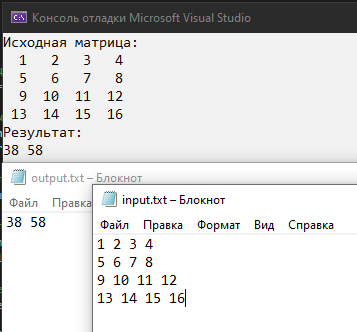 Консоль отладки Microsoft Visual Studio
Исходная матрица:
1 2 3 4
5 6 7 8
9 10 11 12
13 14 15 16
Результат:
38 58
output.txt – Блокнот
Файл Правка
38 58
input.txt – Блокнот
Файл Правка Формат Вид Справка
1 2 3 4
5 6 7 8
9 10 11 12
13 14 15 16